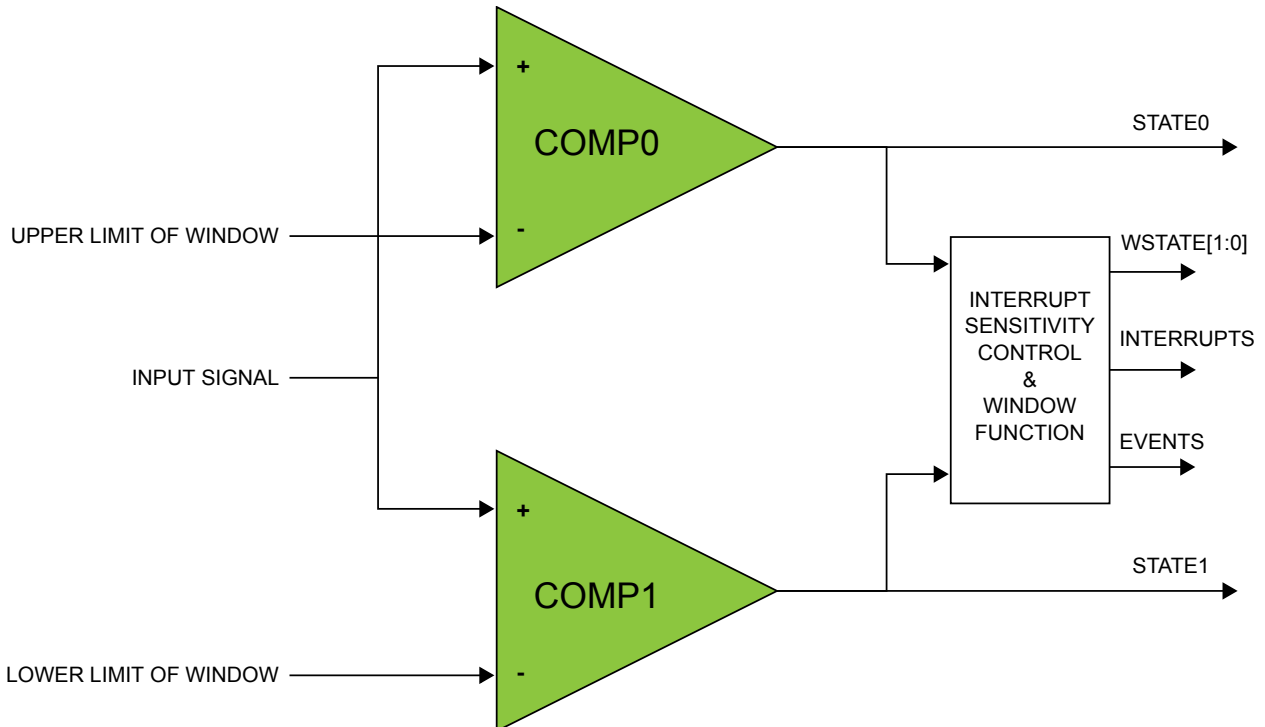 +
COMP0
-
STATE0
UPPER LIMIT OF WINDOW
WSTATE[1:0]
INTERRUPT
SENSITIVITY
CONTROL
&
WINDOW
FUNCTION
INTERRUPTS
EVENTS
INPUT SIGNAL
+
COMP1
-
STATE1
LOWER LIMIT OF WINDOW